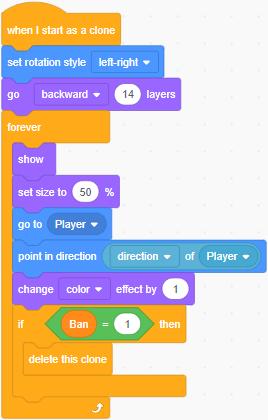 when I start as a clone
set rotation style left-right
go backward 14 layers
forever
show
set size to 50 %
go to Player
point in direction direction of Player
change color effect by 1
if Ban = 1 then
delete this clone